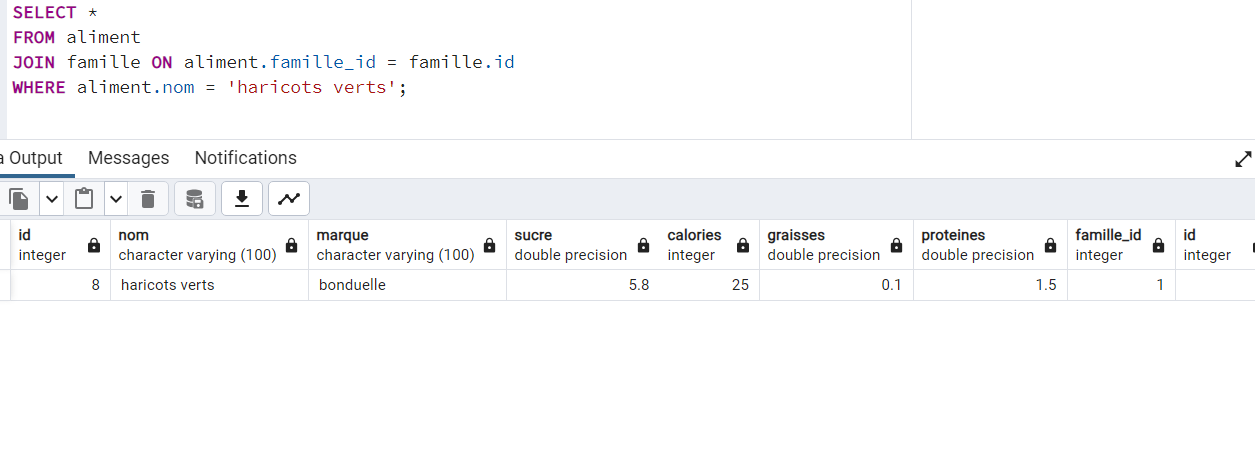 SELECT *
FROM aliment
JOIN famille ON aliment.famille_id = famille.id
WHERE aliment.nom = 'haricots verts';
a Output Messages Notifications
id nom marque sucre calories graisses proteines famille_id id
integer character varying (100) character varying (100) double precision integer double precision double precision integer integer
8 haricots verts bonduelle 5.8 25 0.1 1.5 1